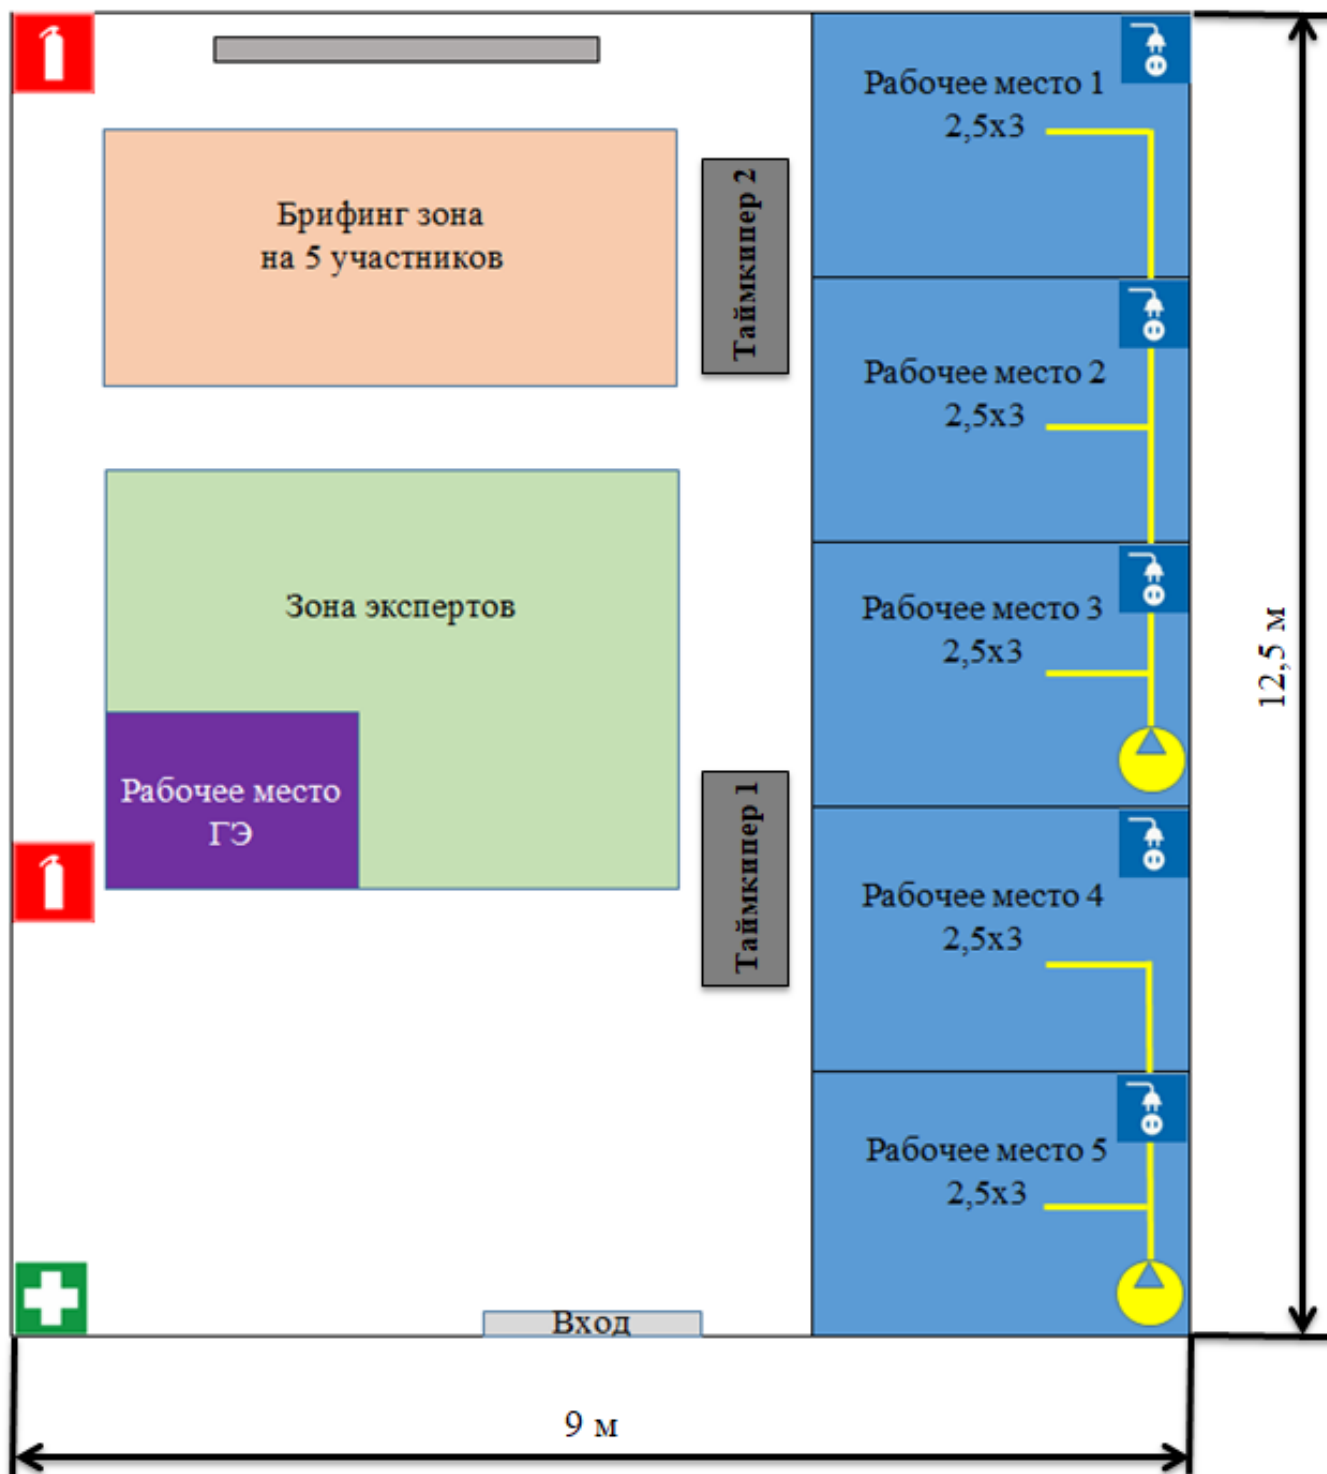 Рабочее место 1
2,5х3
Брифинг зона
на 5 участников
Таймкипер 2
Рабочее место 2
2,5х3
Зона экспертов
Рабочее место 3
2,5х3
12,5 м
Рабочее место
ГЭ
Таймкипер 1
Рабочее место 4
2,5х3
Рабочее место 5
2,5х3
Вход
9 м